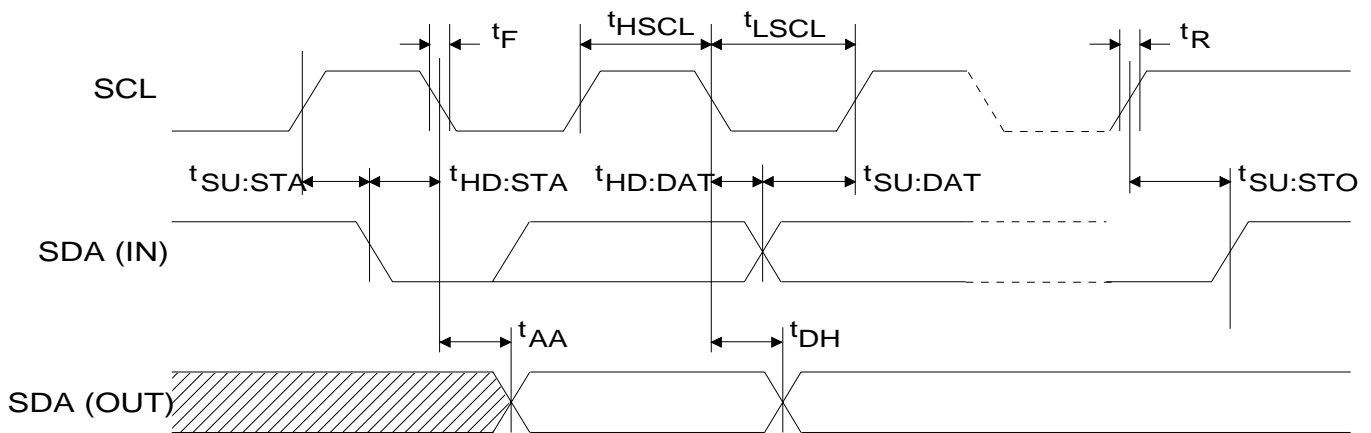 tF
tHSCL
tLSCL
tR
SCL
tSU:STA
tHD:STA
tHD:DAT
tSU:DAT
tSU:STO
SDA (IN)
tAA
tDH
SDA (OUT)